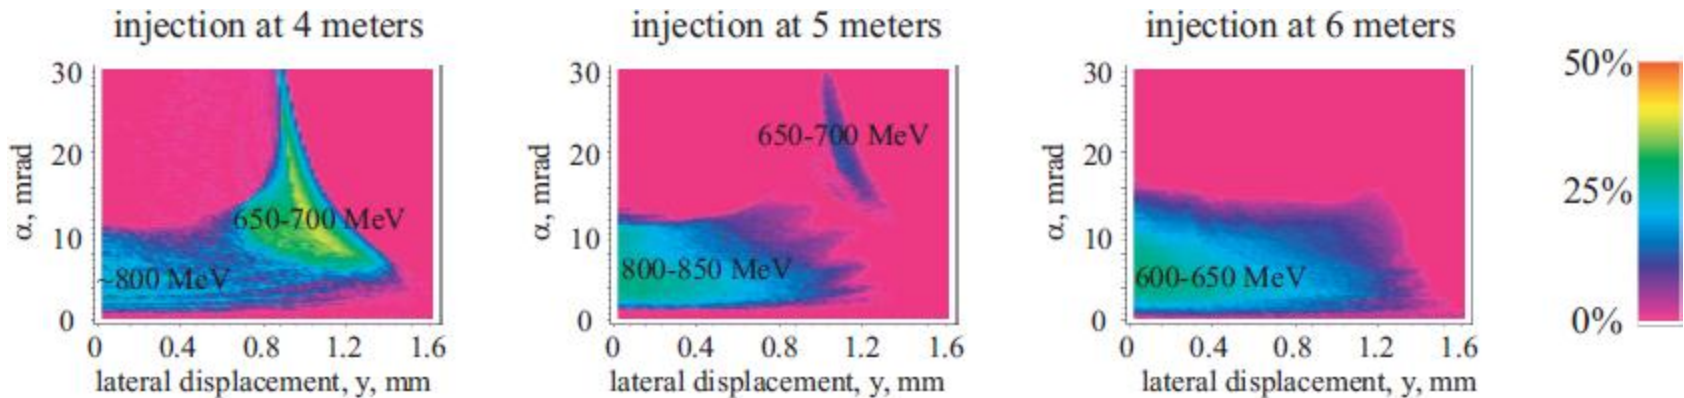 injection at 4 meters
30
20
10
0
α, mrad
650-700 MeV
~800 MeV
0 0.4 0.8 1.2 1.6
lateral displacement, y, mm
injection at 5 meters
30
20
10
0
α, mrad
650-700 MeV
800-850 MeV
0 0.4 0.8 1.2 1.6
lateral displacement, y, mm
injection at 6 meters
30
20
10
0
α, mrad
600-650 MeV
0 0.4 0.8 1.2 1.6
lateral displacement, y, mm
50%
25%
0%